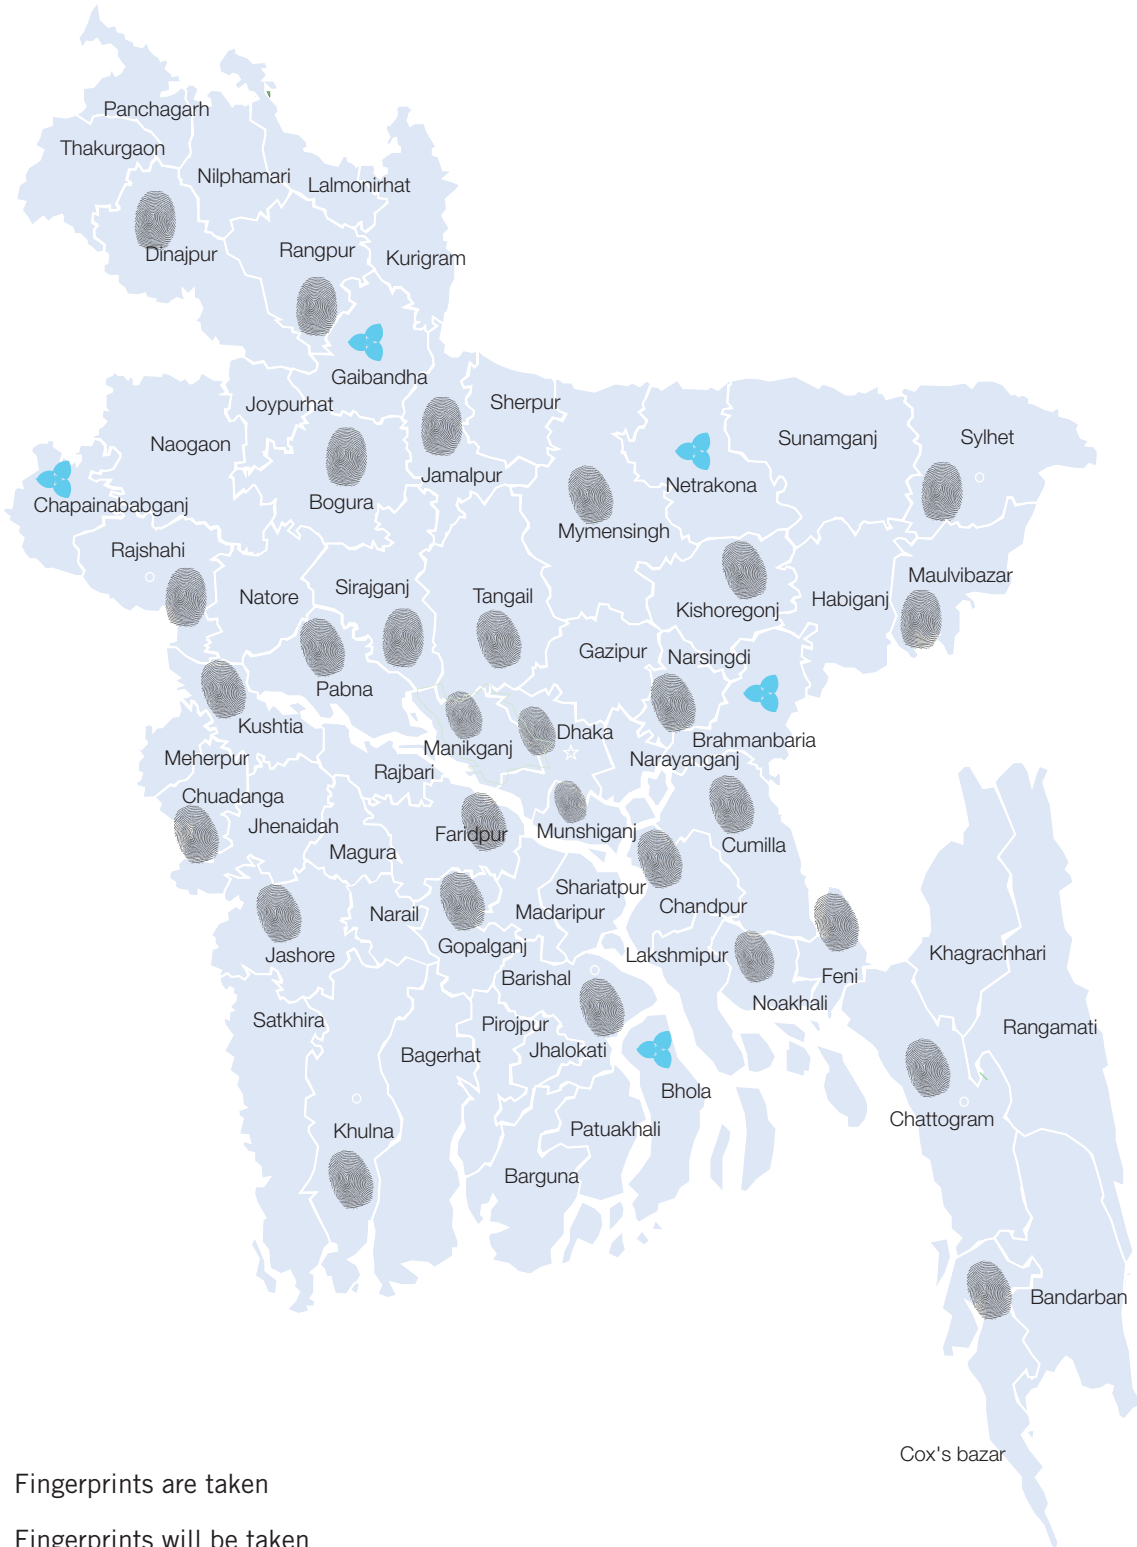 Panchagarh
Thakurgaon
Nilphamari
Lalmonirhat
Dinajpur
Rangpur
Kurigram
Gaibandha
Joypurhat
Sherpur
Naogaon
Sunamganj
Sylhet
Jamalpur
Netrakona
Chapainababganj
Bogura
Mymensingh
Rajshahi
Maulvibazar
Sirajganj
Natore
Tangail
Habiganj
Kishoregonj
Gazipur
Narsingdi
Pabna
Kushtia
Dhaka
Brahmanbaria
Manikganj
Meherpur
Narayanganj
Rajbari
Chuadanga
Jhenaidah
Faridpur
Munshiganj
Magura
Cumilla
Shariatpur
Chandpur
Narail
Madaripur
Gopalganj
Jashore
Lakshmipur
Khagrachhari
Barishal
Feni
Noakhali
Satkhira
Pirojpur
Rangamati
Jhalokati
Bagerhat
Bhola
Chattogram
Khulna
Patuakhali
Barguna
Bandarban
Cox's bazar
Fingerprints are taken
Fingerprints will be taken